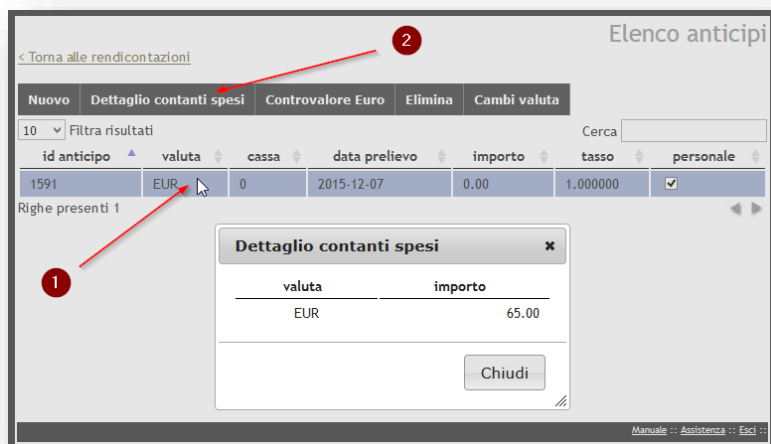 Elenco anticipi
2
< Torna alle rendicontazioni
Nuovo Dettaglio contanti spesi Controvalore Euro Elimina Cambi valuta
10 Filtra risultati Cerca
id anticipo valuta cassa data prelievo importo tasso personale
1591 EUR 0 2015-12-07 0.00 1.000000
Righe presenti 1
1
Dettaglio contanti spesi
valuta importo
EUR 65.00
Chiudi
Manuale :: Assistenza :: Esci ::